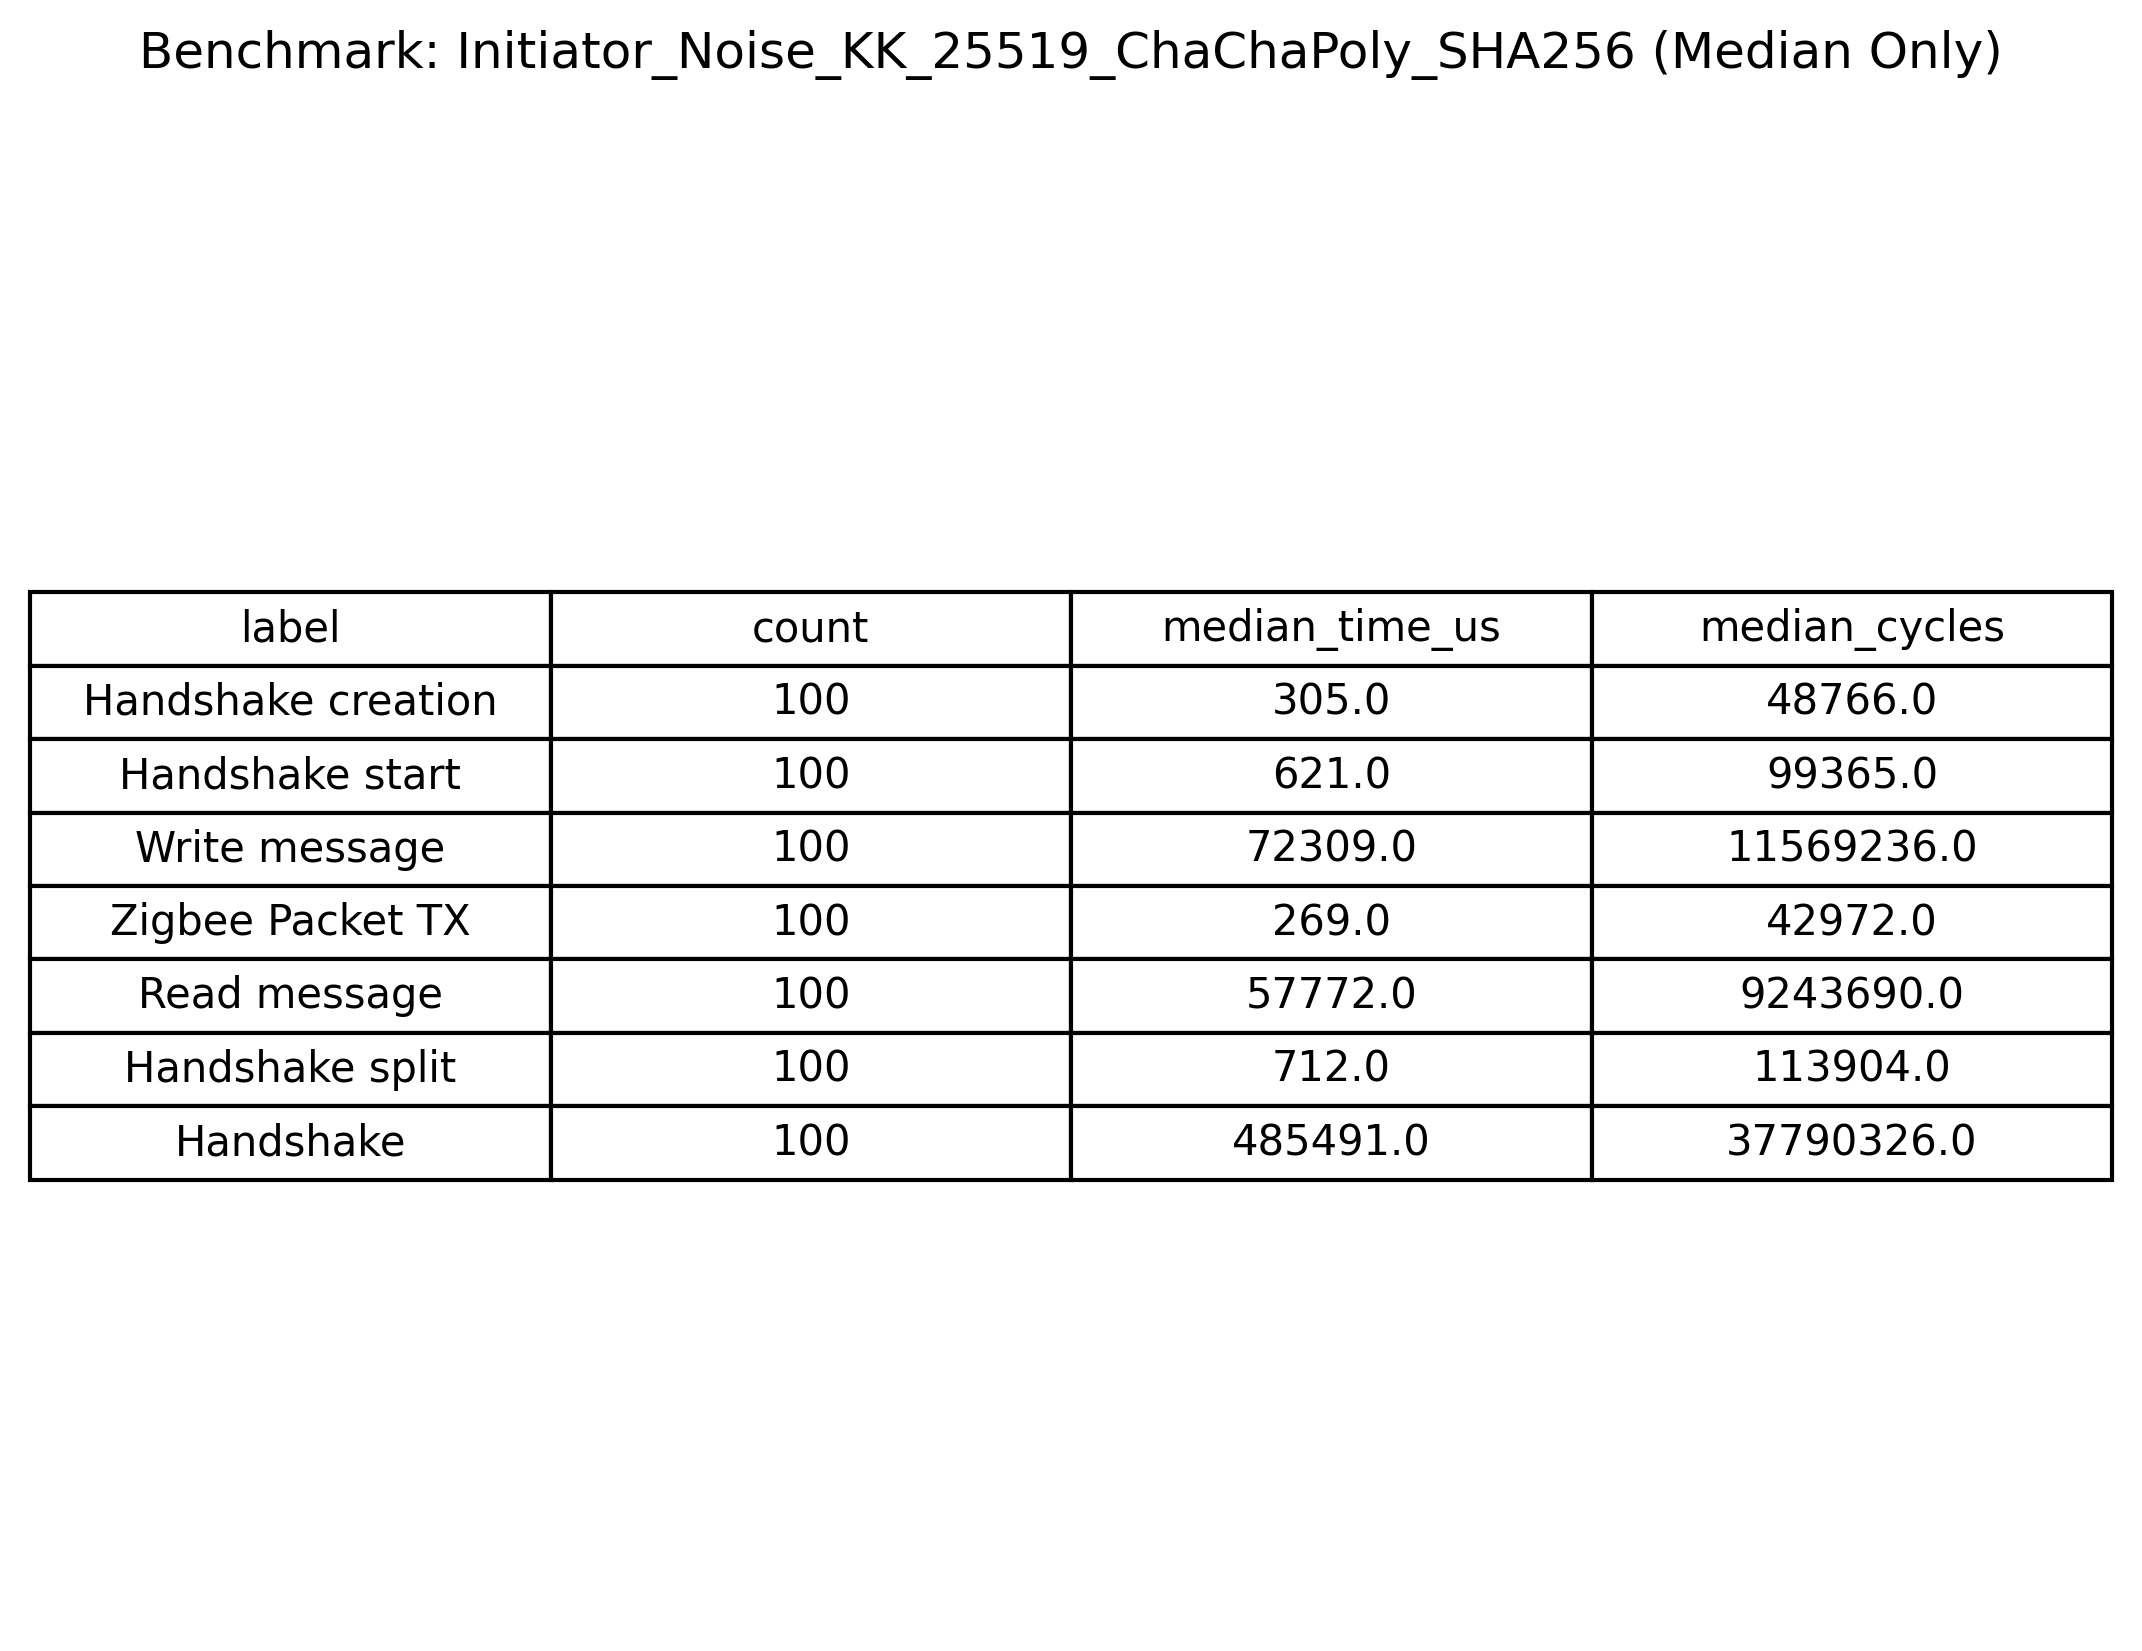 Benchmark: Initiator_Noise_KK_25519_ChaChaPoly_SHA256 (Median Only)
label count median_time_us median_cycles
Handshake creation 100 305.0 48766.0
Handshake start 100 621.0 99365.0
Write message 100 72309.0 11569236.0
Zigbee Packet TX 100 269.0 42972.0
Read message 100 57772.0 9243690.0
Handshake split 100 712.0 113904.0
Handshake 100 485491.0 37790326.0